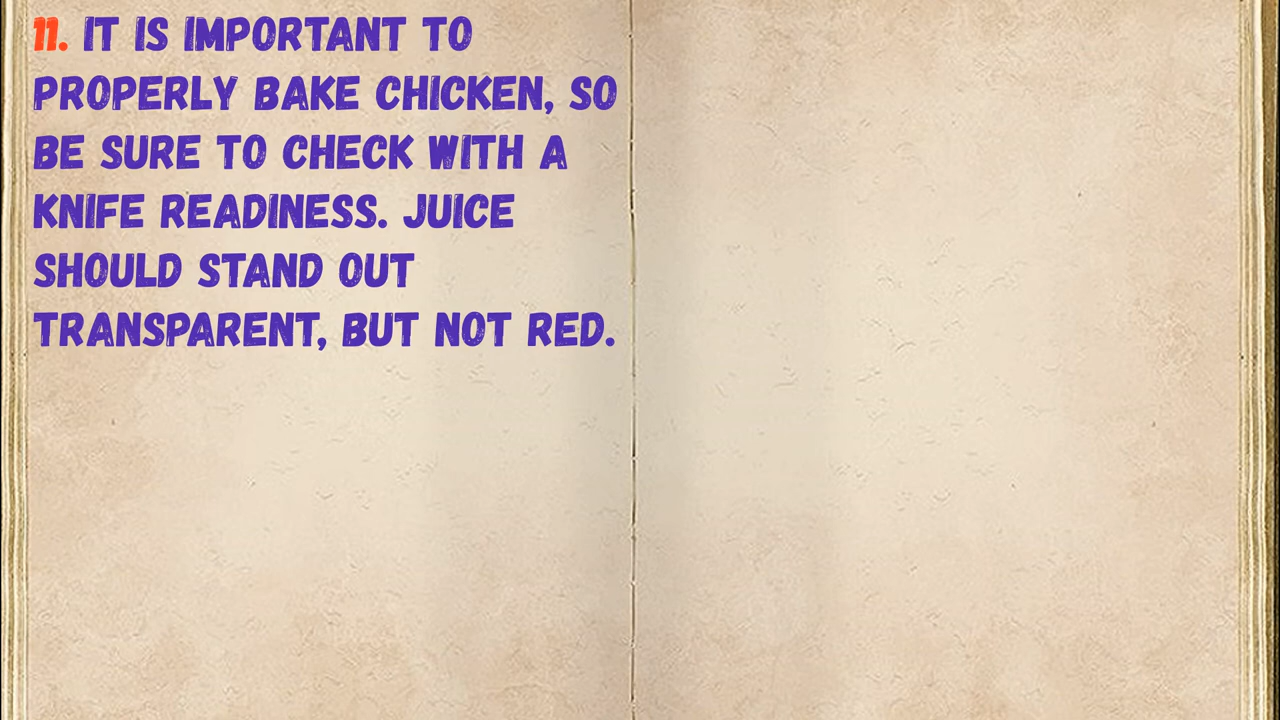 11. IT IS IMPORTANT TO
PROPERLY BAKE CHICKEN, SO
BE SURE TO CHECK WITH A
KNIFE READINESS. JUICE
SHOULD STAND OUT
TRANSPARENT, BUT NOT RED.